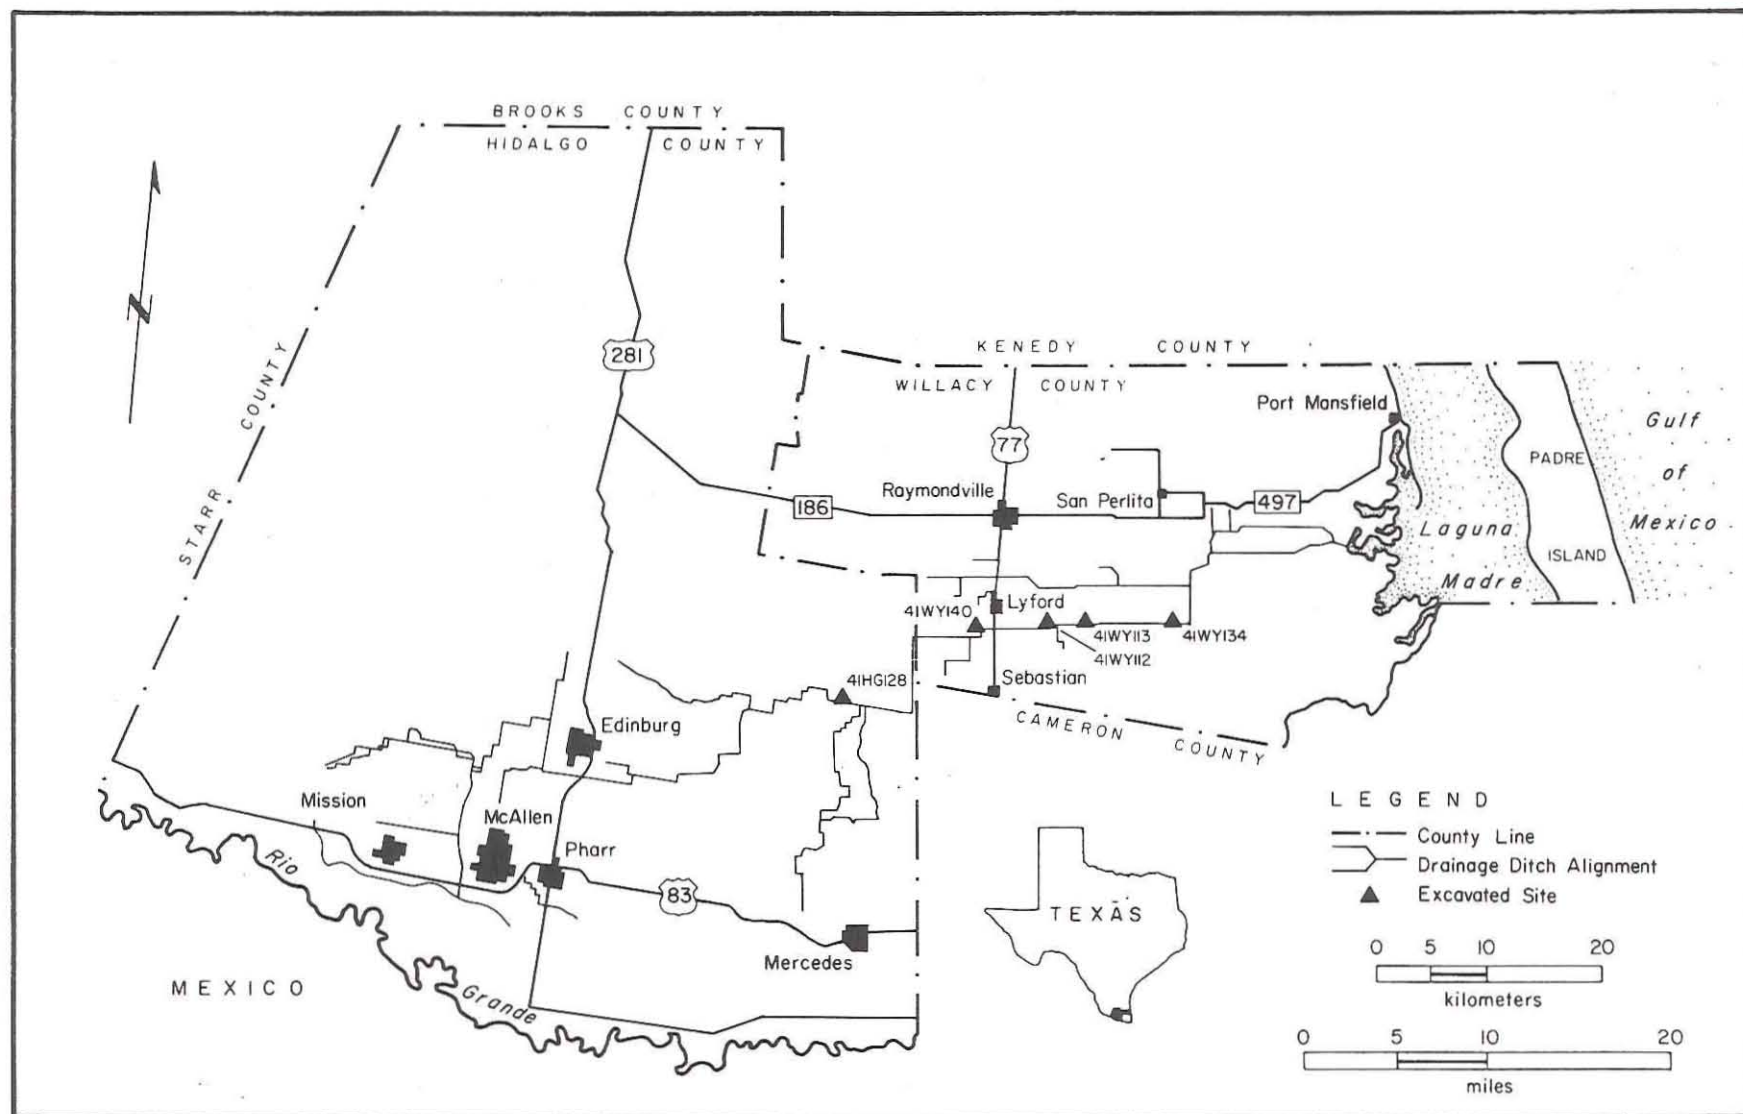 BROOKS COUNTY
HIDALGO COUNTY
N
STARR COUNTY
281
KENEDY COUNTY
WILLACY COUNTY
Port Mansfield
Gulf
of
Mexico
PADRE
ISLAND
77
Raymondville
San Perlita
186
497
Laguna
Madre
41WY140
Lyford
41WY113
41WY134
41WY112
41HG128
Sebastian
CAMERON COUNTY
Edinburg
Mission
McAllen
Pharr
83
Mercedes
Rio
Grande
MEXICO
TEXAS
LEGEND
County Line
Drainage Ditch Alignment
Excavated Site
0 5 10 20
kilometers
0 5 10 20
miles